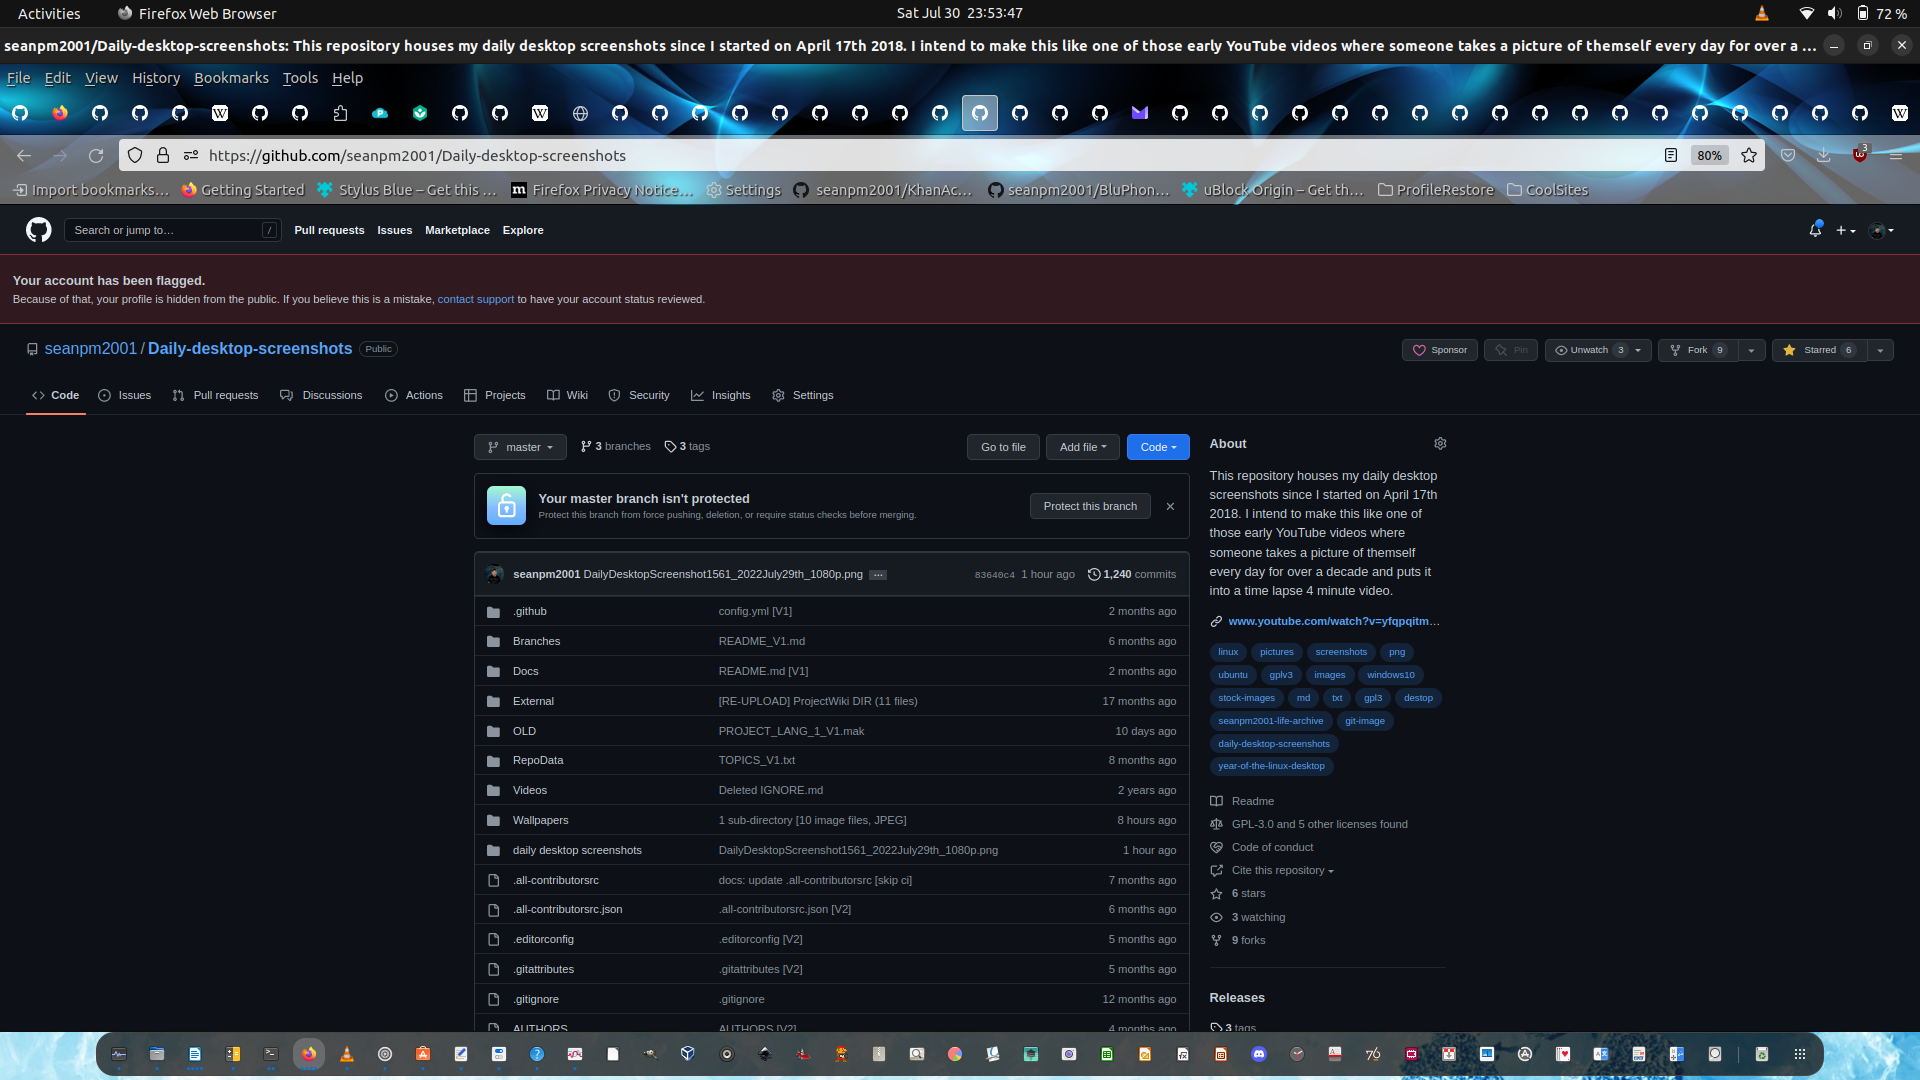 Activities Firefox Web Browser Sat Jul 30 23:53:47 72 %
seanpm2001/Daily-desktop-screenshots: This repository houses my daily desktop screenshots since I started on April 17th 2018. I intend to make this like one of those early YouTube videos where someone takes a picture of themself every day for over a ...
File Edit View History Bookmarks Tools Help
https://github.com/seanpm2001/Daily-desktop-screenshots 80% 3
Import bookmarks... Getting Started Stylus Blue – Get this ... Firefox Privacy Notice... Settings seanpm2001/KhanAc... seanpm2001/BluPhon... uBlock Origin – Get th... ProfileRestore CoolSites
Search or jump to... / Pull requests Issues Marketplace Explore
Your account has been flagged.
Because of that, your profile is hidden from the public. If you believe this is a mistake, contact support to have your account status reviewed.
seanpm2001 / Daily-desktop-screenshots Public Sponsor Pin Unwatch 3 Fork 9 Starred 6
Code Issues Pull requests Discussions Actions Projects Wiki Security Insights Settings
master 3 branches 3 tags Go to file Add file Code
Your master branch isn't protected
Protect this branch from force pushing, deletion, or require status checks before merging.
Protect this branch
seanpm2001 DailyDesktopScreenshot1561_2022July29th_1080p.png ... 83640c4 1 hour ago 1,240 commits
.github config.yml [V1] 2 months ago
Branches README_V1.md 6 months ago
Docs README.md [V1] 2 months ago
External [RE-UPLOAD] ProjectWiki DIR (11 files) 17 months ago
OLD PROJECT_LANG_1_V1.mak 10 days ago
RepoData TOPICS_V1.txt 8 months ago
Videos Deleted IGNORE.md 2 years ago
Wallpapers 1 sub-directory [10 image files, JPEG] 8 hours ago
daily desktop screenshots DailyDesktopScreenshot1561_2022July29th_1080p.png 1 hour ago
.all-contributorsrc docs: update .all-contributorsrc [skip ci] 7 months ago
.all-contributorsrc.json .all-contributorsrc.json [V2] 6 months ago
.editorconfig .editorconfig [V2] 5 months ago
.gitattributes .gitattributes [V2] 5 months ago
.gitignore .gitignore 12 months ago
AUTHORS AUTHORS [V2] 4 months ago
About
This repository houses my daily desktop
screenshots since I started on April 17th
2018. I intend to make this like one of
those early YouTube videos where
someone takes a picture of themself
every day for over a decade and puts it
into a time lapse 4 minute video.
www.youtube.com/watch?v=yfqpqitm...
linux pictures screenshots png
ubuntu gplv3 images windows10
stock-images md txt gpl3 destop
seanpm2001-life-archive git-image
daily-desktop-screenshots
year-of-the-linux-desktop
Readme
GPL-3.0 and 5 other licenses found
Code of conduct
Cite this repository
6 stars
3 watching
9 forks
Releases
3 tags